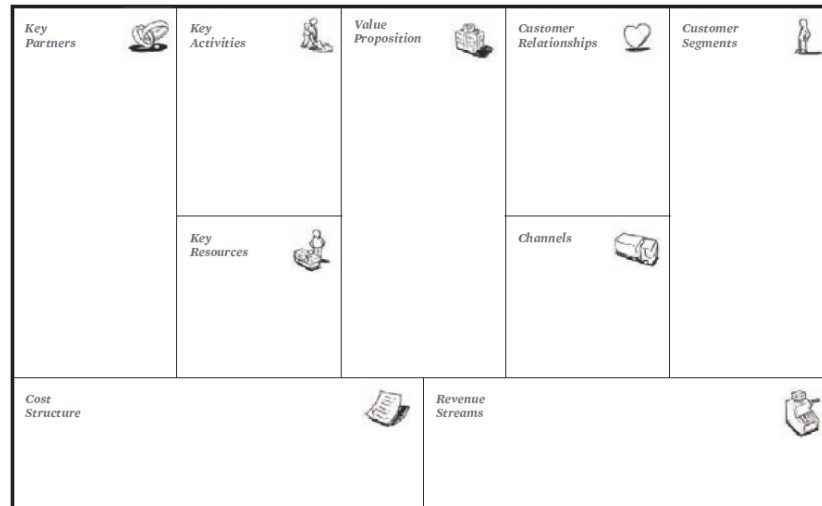 Key
Partners
Key
Activities
Value
Proposition
Customer
Relationships
Customer
Segments
Key
Resources
Channels
Cost
Structure
Revenue
Streams